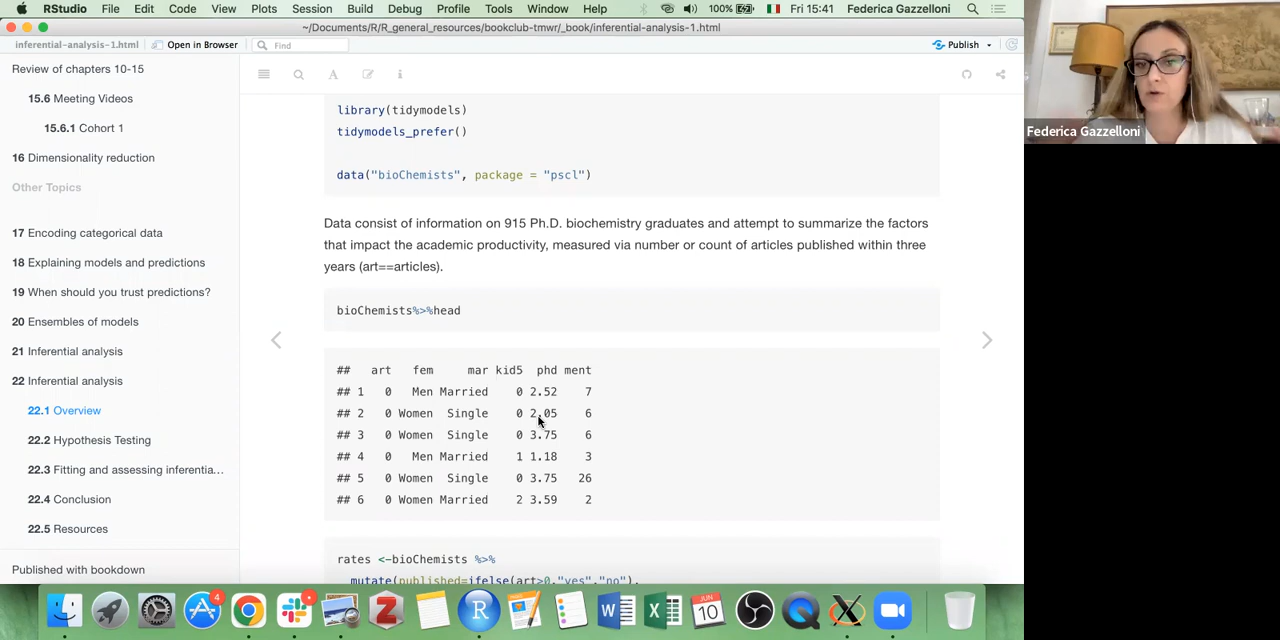 RStudio File Edit Code View Plots Session Build Debug Profile Tools Window Help 100% Fri 15:41 Federica Gazzelloni
~/Documents/R/R_general_resources/bookclub-tmwr/_book/inferential-analysis-1.html
inferential-analysis-1.html Open in Browser Find Publish
Review of chapters 10-15
15.6 Meeting Videos
15.6.1 Cohort 1
16 Dimensionality reduction
Other Topics
17 Encoding categorical data
18 Explaining models and predictions
19 When should you trust predictions?
20 Ensembles of models
21 Inferential analysis
22 Inferential analysis
22.1 Overview
22.2 Hypothesis Testing
22.3 Fitting and assessing inferentia...
22.4 Conclusion
22.5 Resources
Published with bookdown
A i
library(tidymodels)
tidymodels_prefer()
data("bioChemists", package = "pscl")
Data consist of information on 915 Ph.D. biochemistry graduates and attempt to summarize the factors
that impact the academic productivity, measured via number or count of articles published within three
years (art==articles).
bioChemists%>%head
## art fem mar kid5 phd ment
## 1 0 Men Married 0 2.52 7
## 2 0 Women Single 0 2.05 6
## 3 0 Women Single 0 3.75 6
## 4 0 Men Married 1 1.18 3
## 5 0 Women Single 0 3.75 26
## 6 0 Women Married 2 3.59 2
rates <-bioChemists %>%
mutate(published=ifelse(art>0,"yes","no"),
Federica Gazzelloni
4
JUN
10